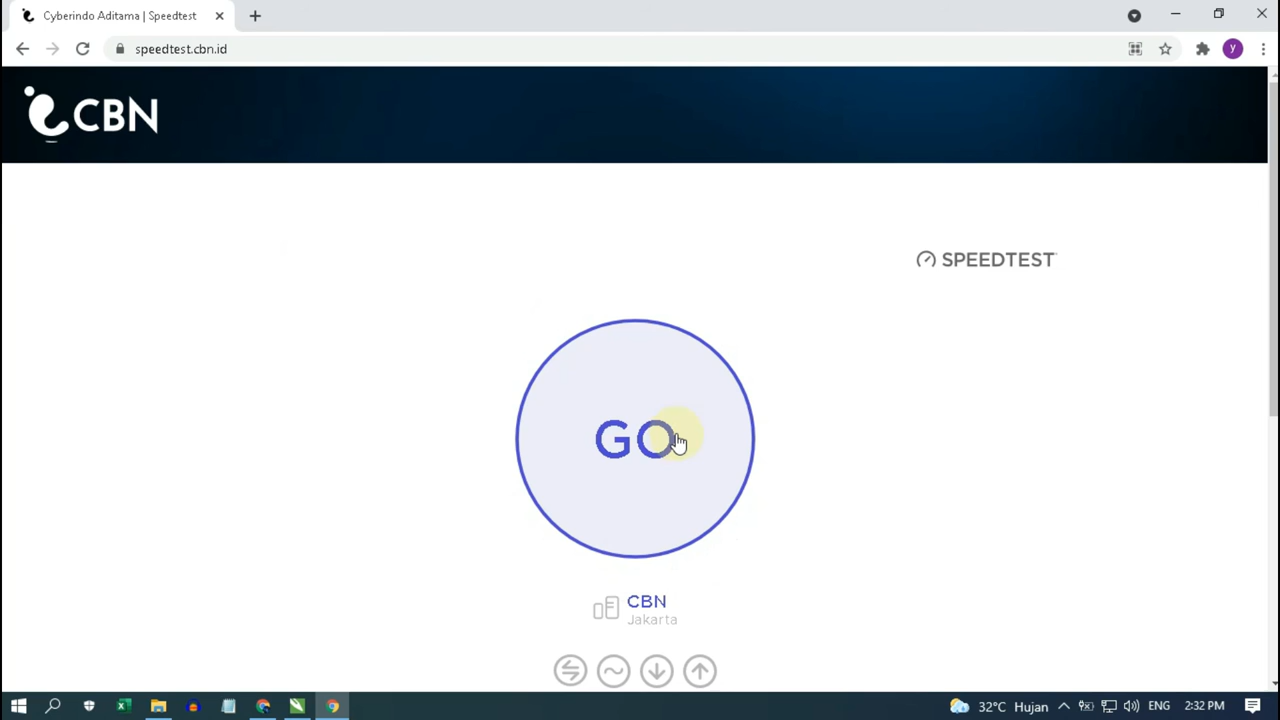 Cyberindo Aditama | Speedtest
speedtest.cbn.id
y
CBN
SPEEDTEST
GO
CBN
Jakarta
32°C Hujan
ENG
2:32 PM